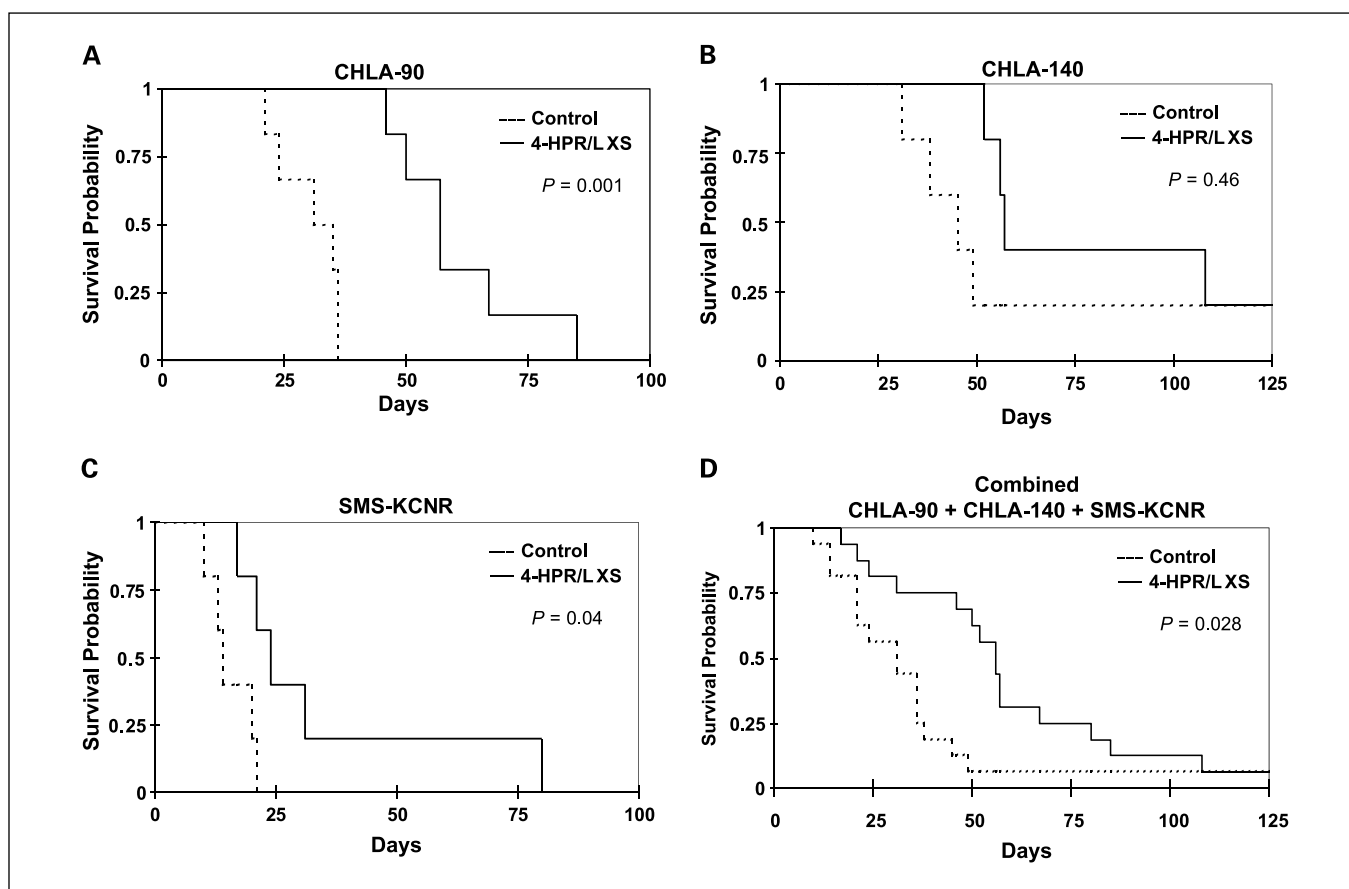 A
CHLA-90
Survival Probability
1
0.75
0.5
0.25
0
0 25 50 75 100
Days
Control
4-HPR/LXS
P = 0.001
B
CHLA-140
Survival Probability
1
0.75
0.5
0.25
0
0 25 50 75 100 125
Days
Control
4-HPR/LXS
P = 0.46
C
SMS-KCNR
Survival Probability
1
0.75
0.5
0.25
0
0 25 50 75 100
Days
Control
4-HPR/LXS
P = 0.04
D
Combined
CHLA-90 + CHLA-140 + SMS-KCNR
Survival Probability
1
0.75
0.5
0.25
0
0 25 50 75 100 125
Days
Control
4-HPR/LXS
P = 0.028